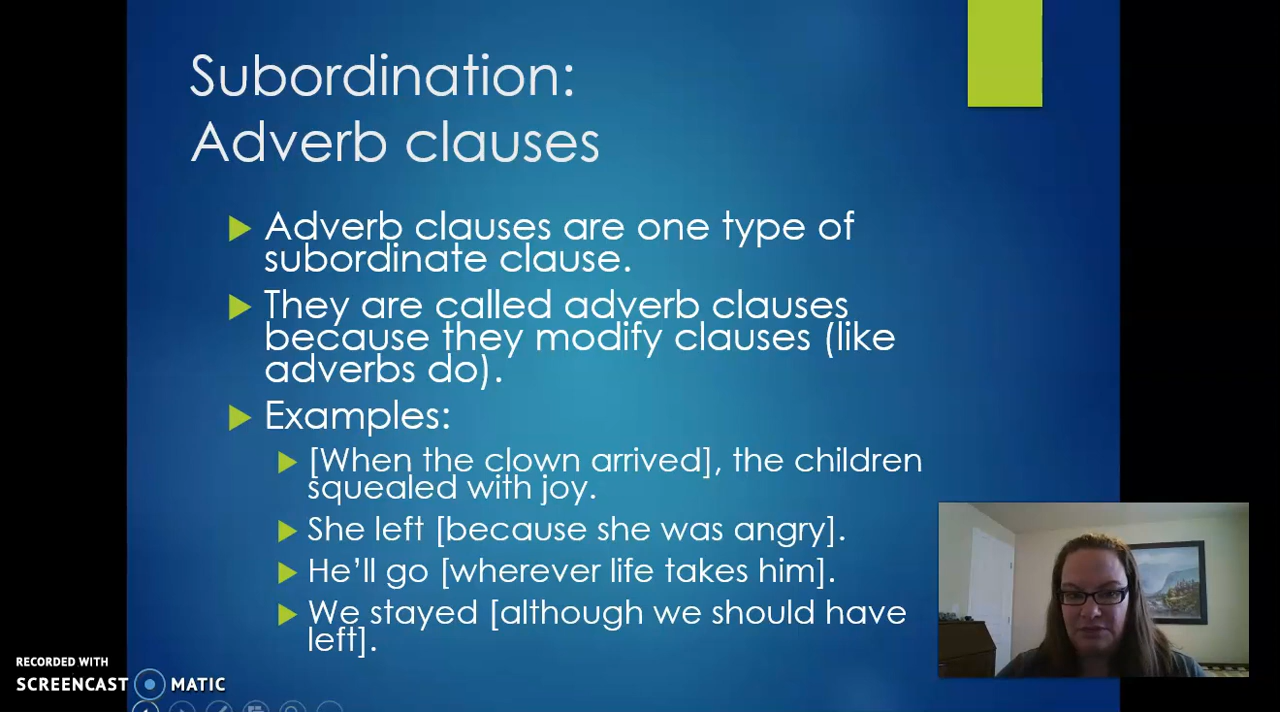 Subordination:
Adverb clauses
Adverb clauses are one type of
subordinate clause.
They are called adverb clauses
because they modify clauses (like
adverbs do).
Examples:
[When the clown arrived], the children
squealed with joy.
She left [because she was angry].
He’ll go [wherever life takes him].
We stayed [although we should have
left].
RECORDED WITH
SCREENCAST MATIC